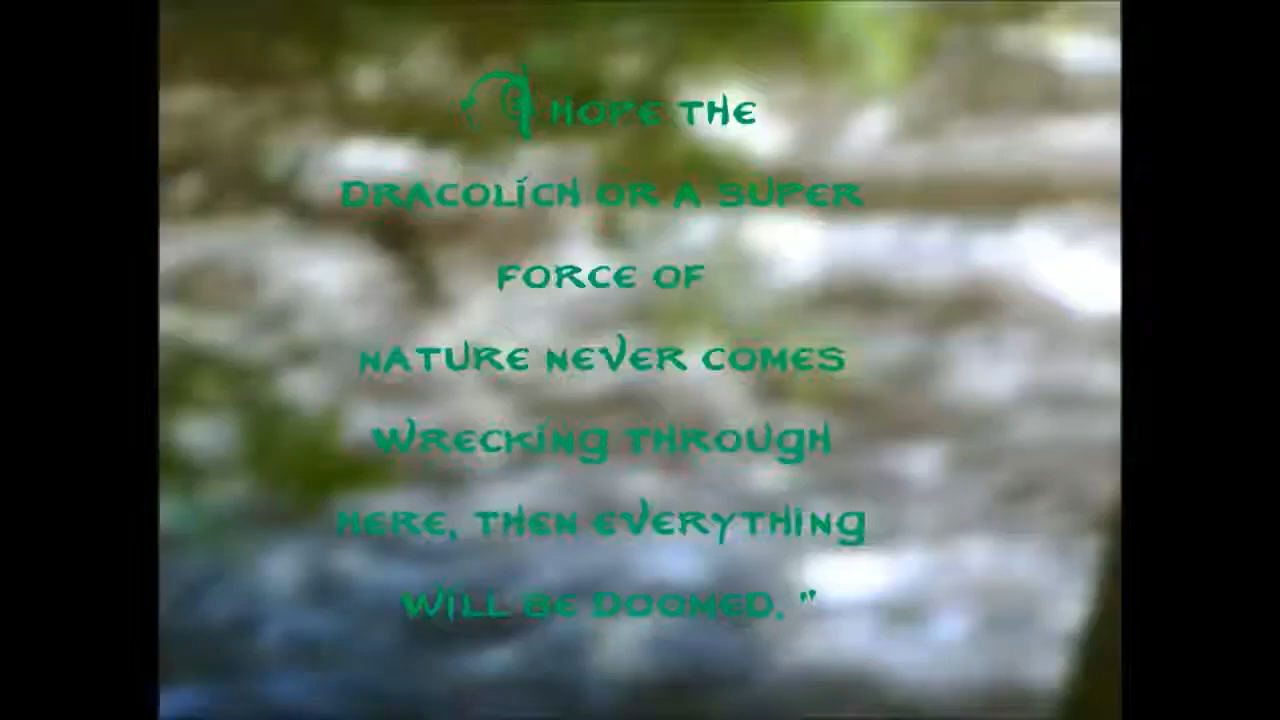 I HOPE THE
DRACOLICH OR A SUPER
FORCE OF
NATURE NEVER COMES
WRECKING THROUGH
HERE, THEN EVERYTHING
WILL BE DOOMED. "